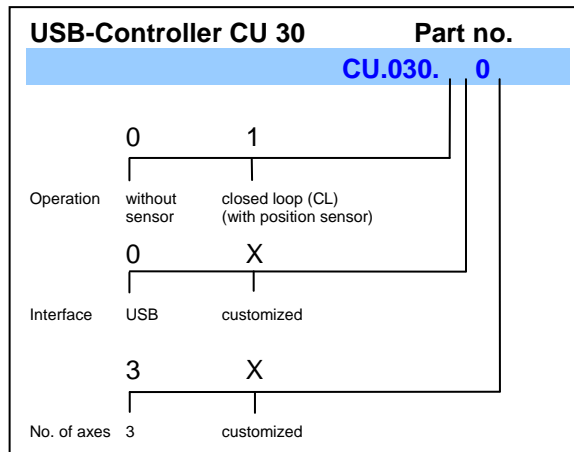 USB-Controller CU 30 Part no.
CU.030. 0
0 1
Operation without sensor closed loop (CL) (with position sensor)
0 X
Interface USB customized
3 X
No. of axes 3 customized